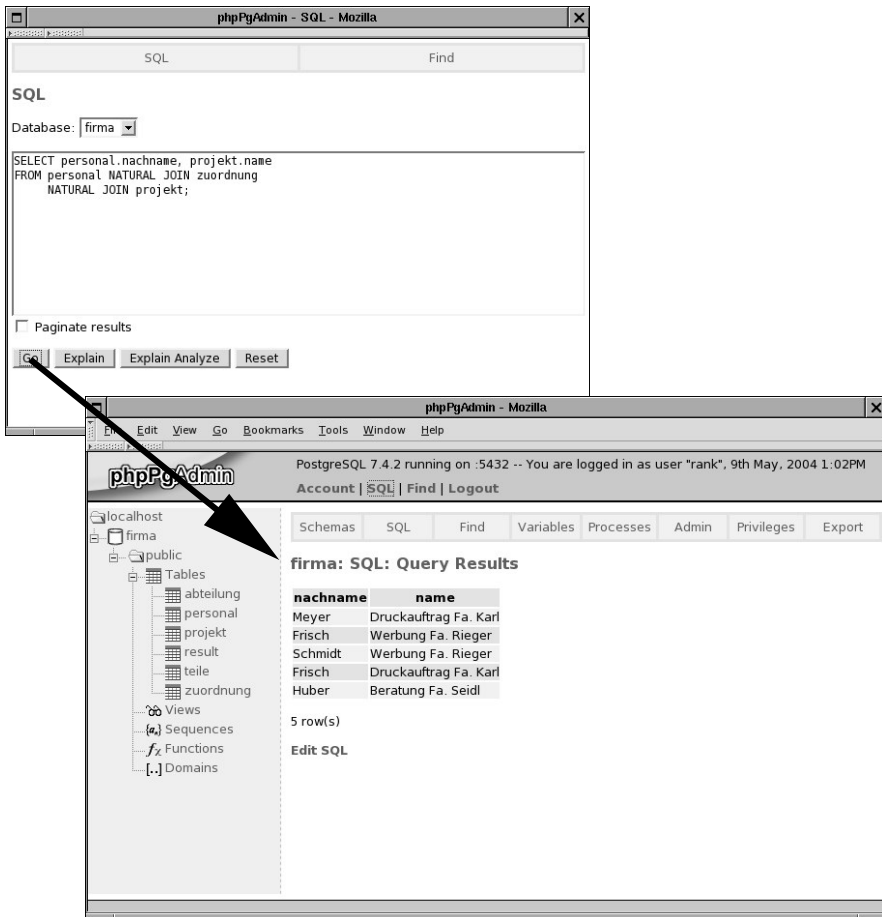 phpPgAdmin - SQL - Mozilla
SQL Find
SQL
Database: firma
SELECT personal.nachname, projekt.name
FROM personal NATURAL JOIN zuordnung
NATURAL JOIN projekt;
Paginate results
Go Explain Explain Analyze Reset
phpPgAdmin - Mozilla
Edit View Go Bookmarks Tools Window Help
phpPgAdmin
PostgreSQL 7.4.2 running on :5432 -- You are logged in as user "rank", 9th May, 2004 1:02PM
Account | SQL | Find | Logout
localhost
firma
public
Tables
abteilung
personal
projekt
result
teile
zuordnung
Views
Sequences
Functions
[..] Domains
Schemas SQL Find Variables Processes Admin Privileges Export
firma: SQL: Query Results
nachname name
Meyer Druckauftrag Fa. Karl
Frisch Werbung Fa. Rieger
Schmidt Werbung Fa. Rieger
Frisch Druckauftrag Fa. Karl
Huber Beratung Fa. Seidl
5 row(s)
Edit SQL